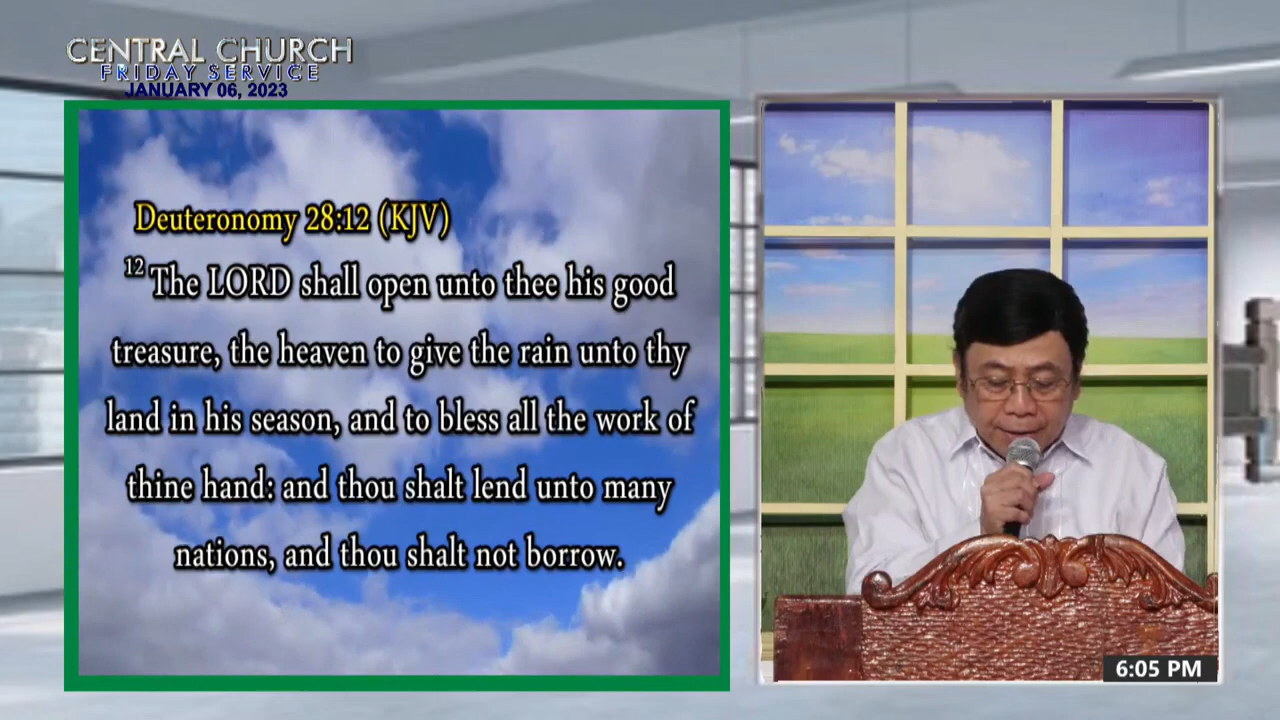 CENTRAL CHURCH
FRIDAY SERVICE
JANUARY 06, 2023
Deuteronomy 28:12 (KJV)
12 The LORD shall open unto thee his good
treasure, the heaven to give the rain unto thy
land in his season, and to bless all the work of
thine hand: and thou shalt lend unto many
nations, and thou shalt not borrow.
6:05 PM